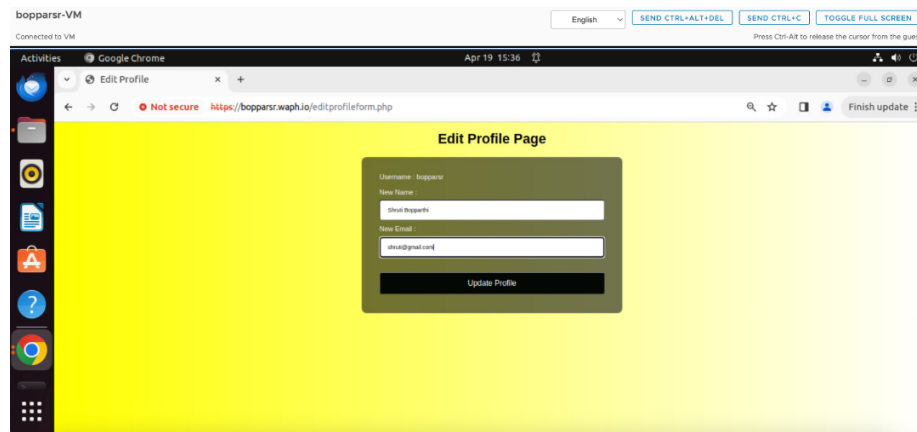 bopparsr-VM
English
SEND CTRL+ALT+DEL
SEND CTRL+C
TOGGLE FULL SCREEN
Connected to VM
Press Ctrl-Alt to release the cursor from the gues
Activities
Google Chrome
Apr 19 15:36
Edit Profile
Not secure
https://bopparsr.waph.io/editprofileform.php
Finish update
Edit Profile Page
Username : bopparsr
New Name :
Shruti Bopparthi
New Email :
shruti@gmail.com
Update Profile